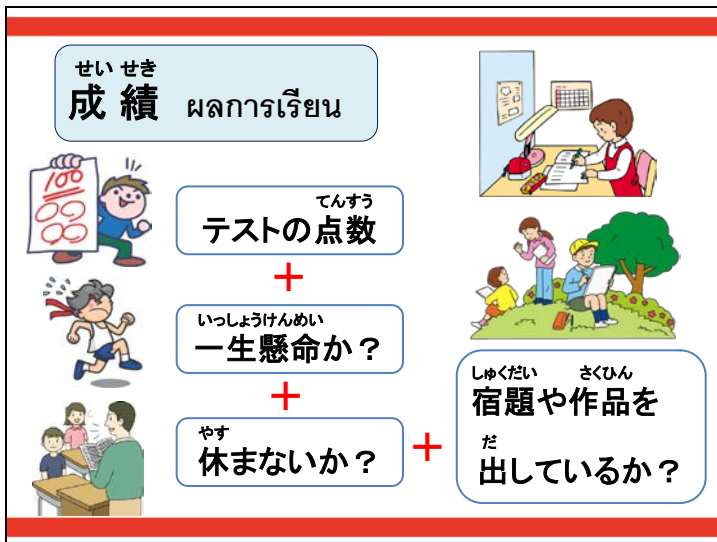 せい せき
成 績 ผลการเรียน
100
てんすう
テストの点数
+
いっしょうけんめい
一生懸命か？
+
やす
休まないか？
+
しゅくだい さくひん
宿題や作品を
だ
出しているか？